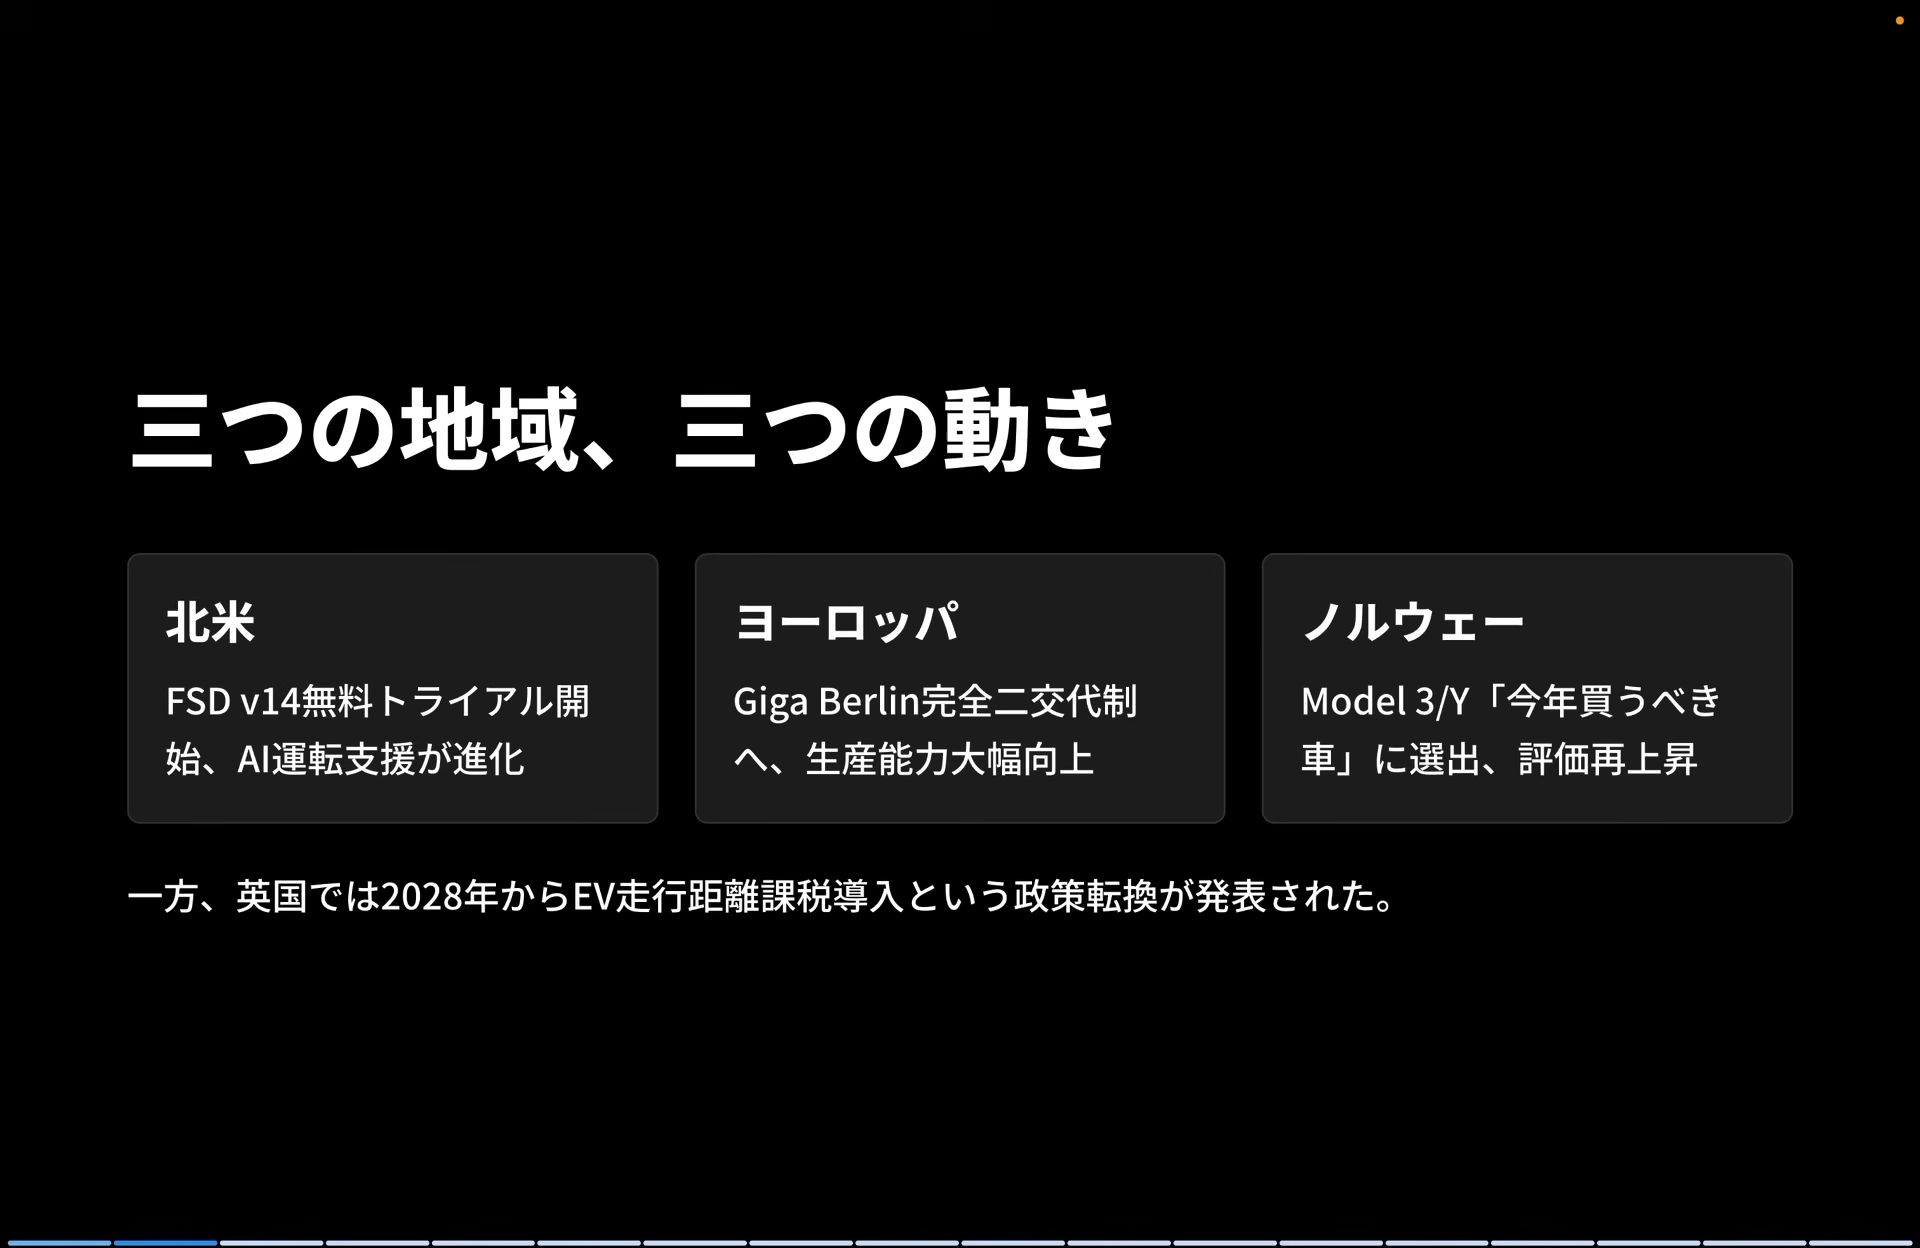 三つの地域、三つの動き
北米
FSD v14無料トライアル開
始、AI運転支援が進化
ヨーロッパ
Giga Berlin完全二交代制
へ、生産能力大幅向上
ノルウェー
Model 3/Y「今年買うべき
車」に選出、評価再上昇
一方、英国では2028年からEV走行距離課税導入という政策転換が発表された。